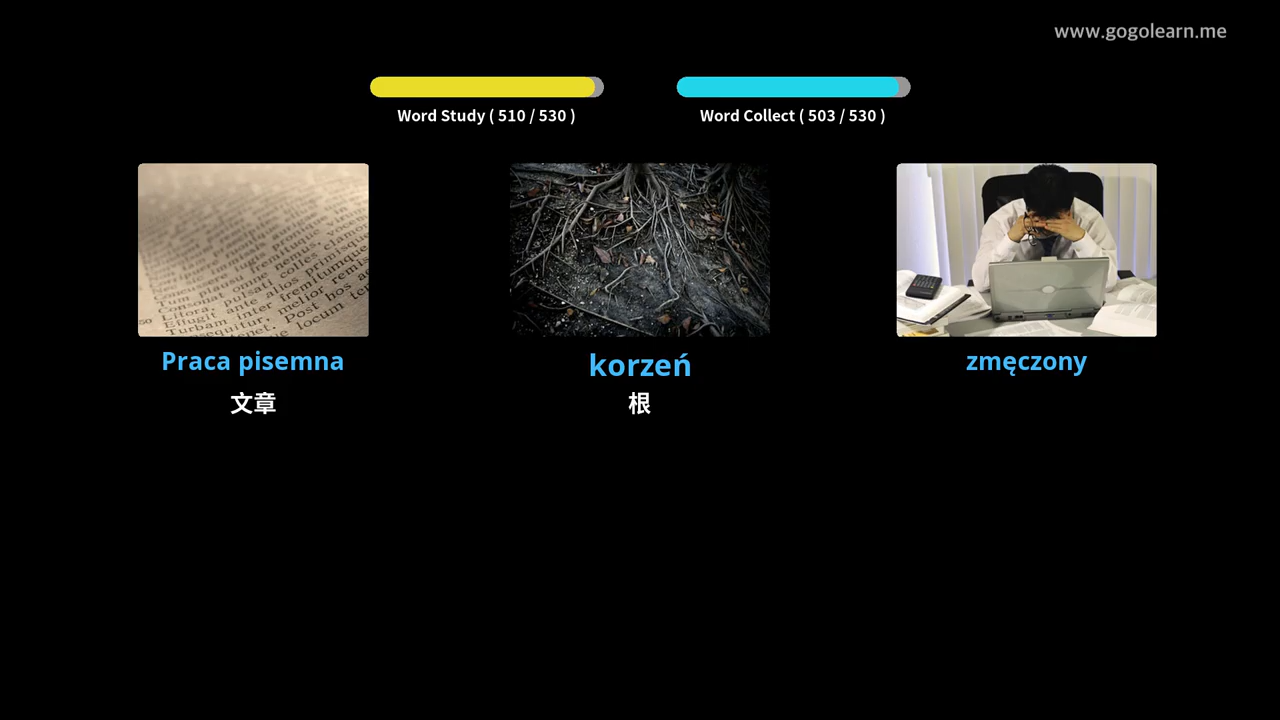 www.gogolearn.me
Word Study ( 510 / 530 )
Word Collect ( 503 / 530 )
Praca pisemna
korzeń
zmęczony
文章
根